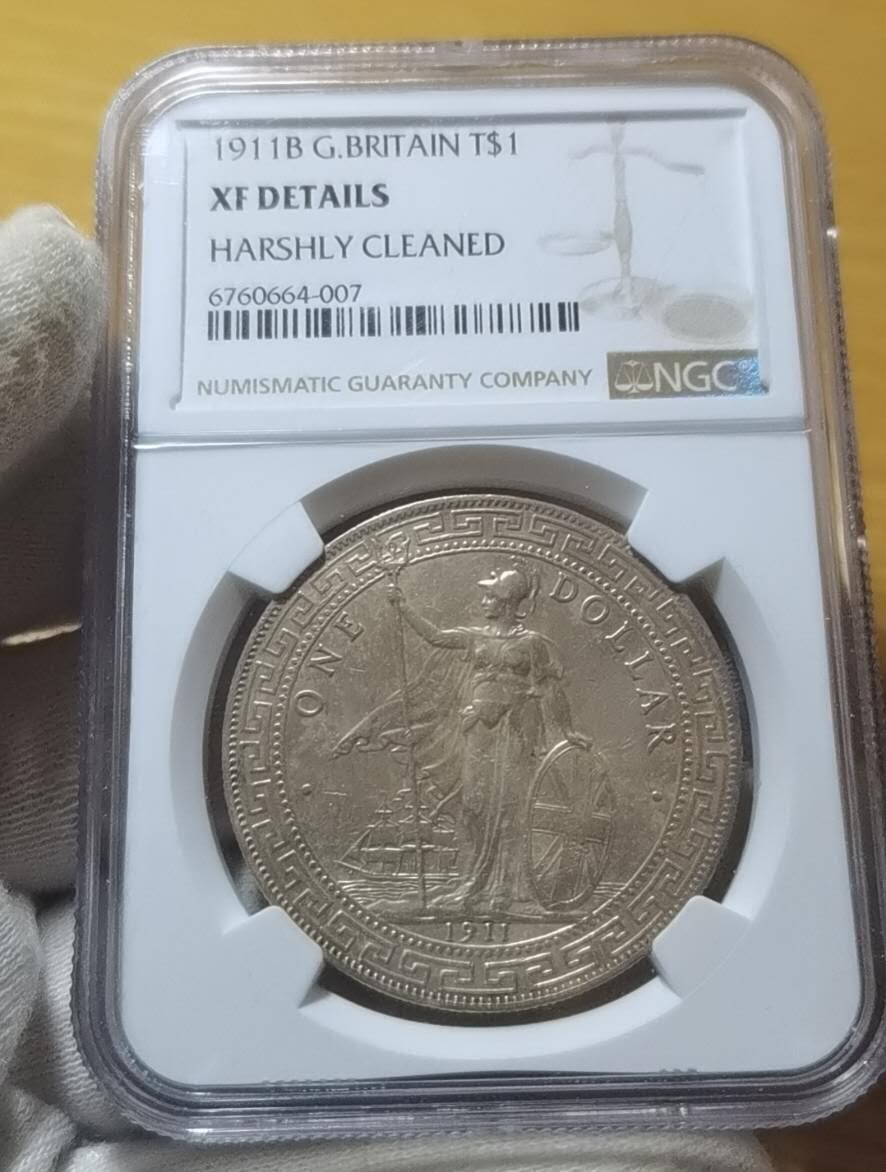 1911B G.BRITAIN T$1
XF DETAILS
HARSHLY CLEANED
6760664-007
NUMISMATIC GUARANTY COMPANY
NGC
ONE DOLLAR
1911